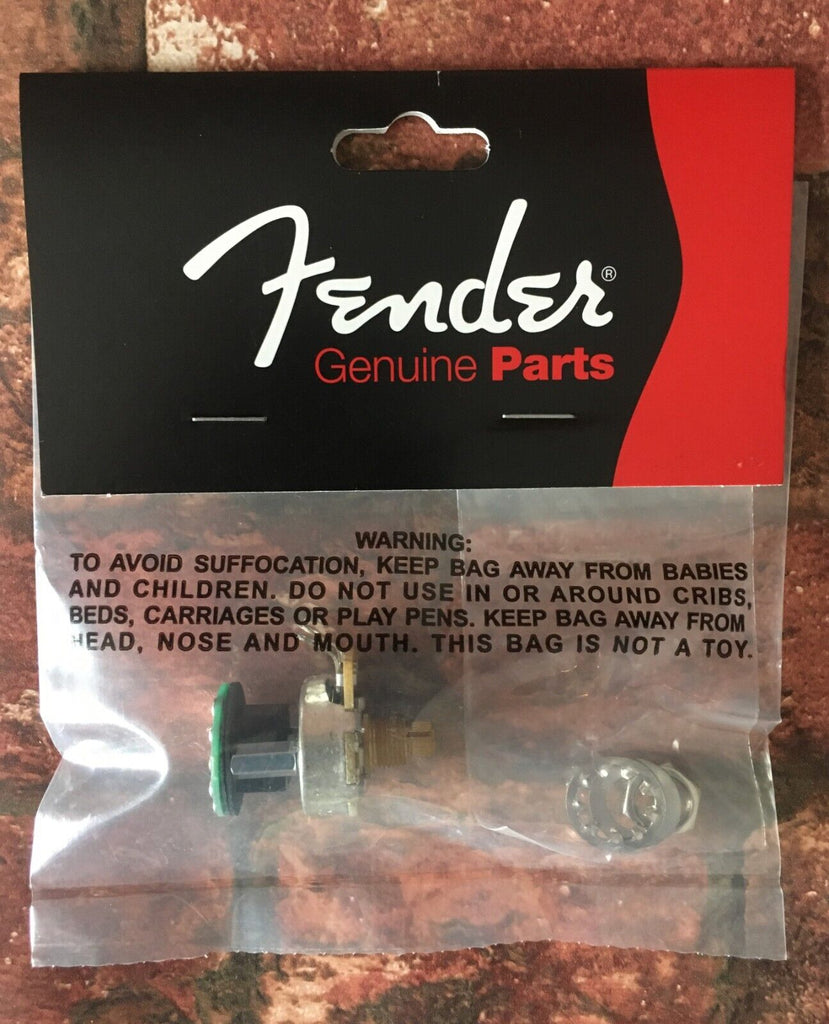 Fender®
Genuine Parts
WARNING:
TO AVOID SUFFOCATION, KEEP BAG AWAY FROM BABIES
AND CHILDREN. DO NOT USE IN OR AROUND CRIBS,
BEDS, CARRIAGES OR PLAY PENS. KEEP BAG AWAY FROM
HEAD, NOSE AND MOUTH. THIS BAG IS NOT A TOY.